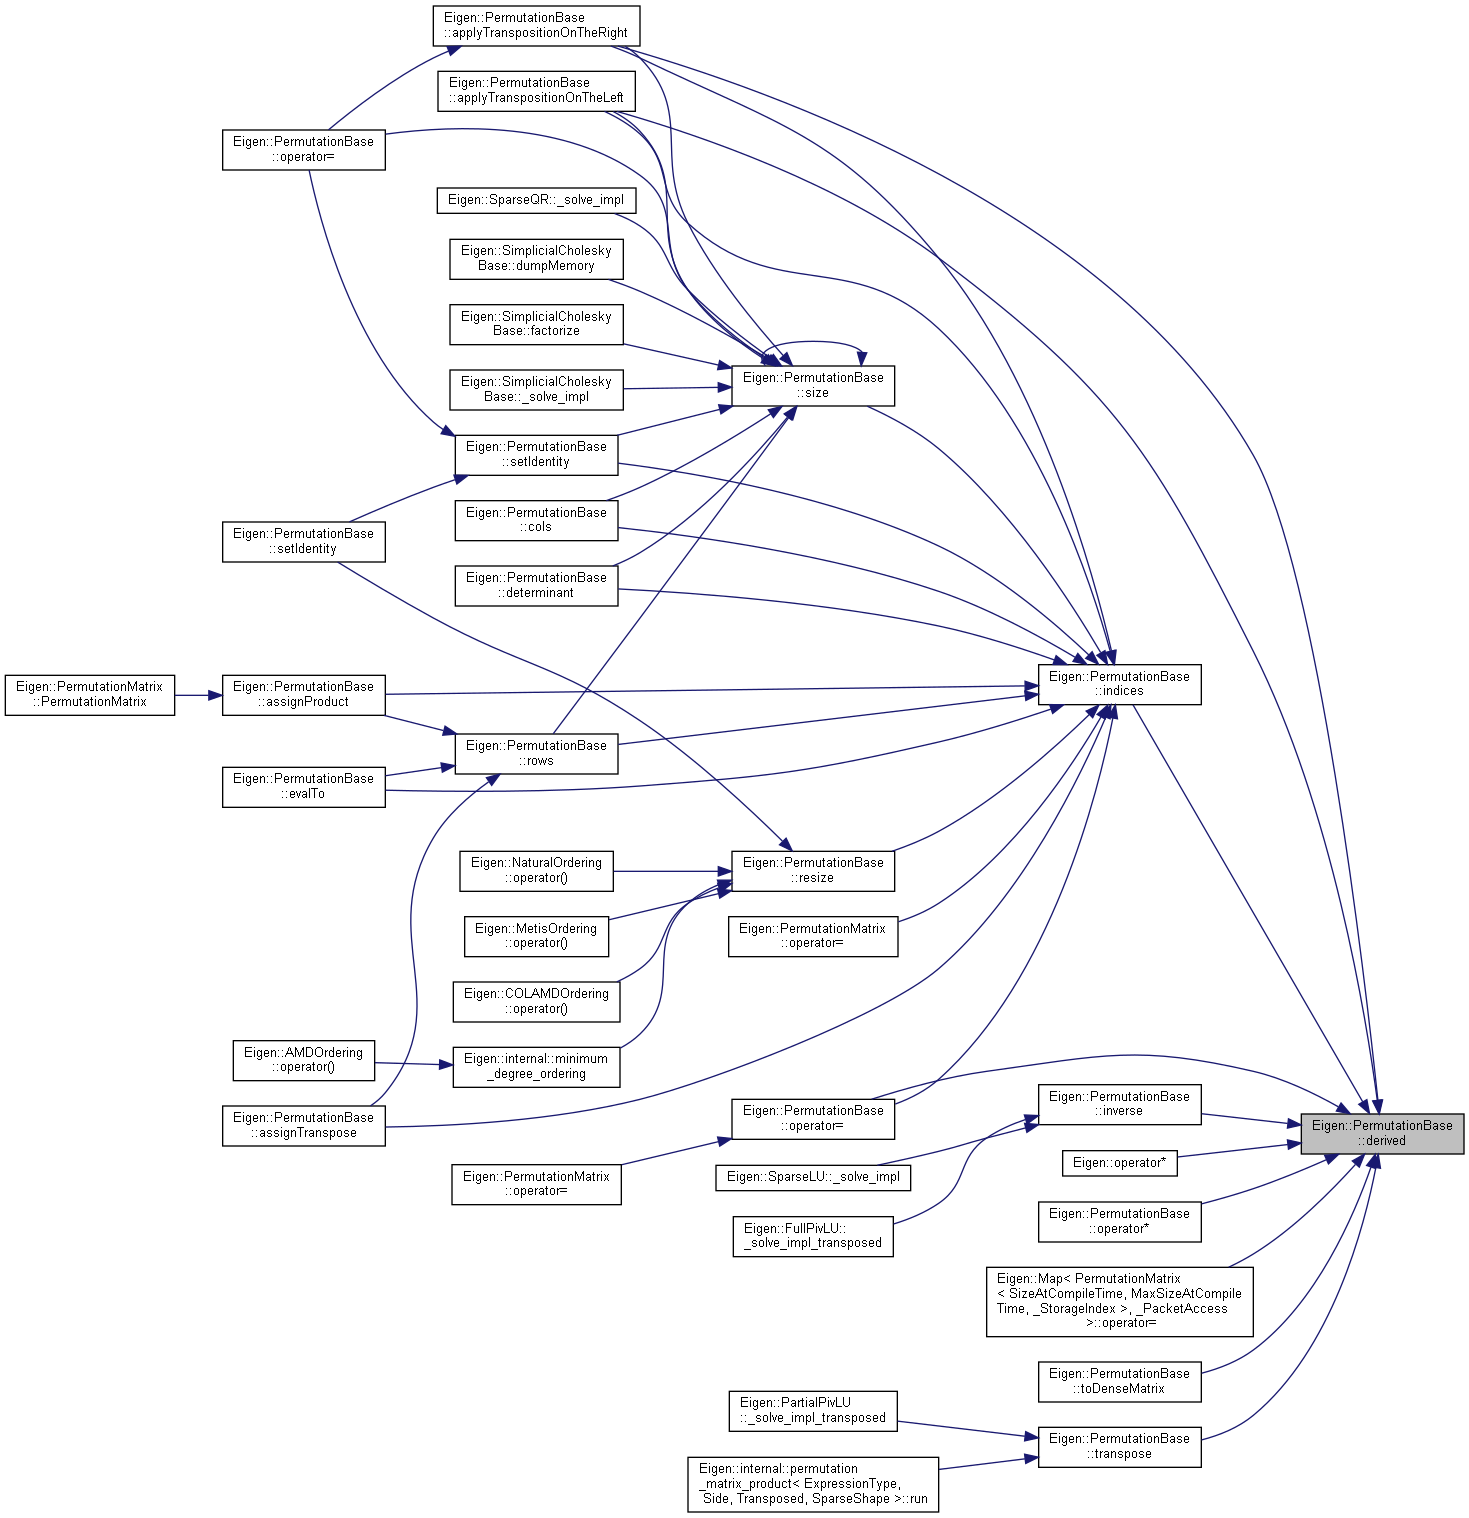 Eigen::PermutationBase
::applyTranspositionOnTheRight
Eigen::PermutationBase
::applyTranspositionOnTheLeft
Eigen::PermutationBase
::operator=
Eigen::SparseQR::_solve_impl
Eigen::SimplicialCholesky
Base::dumpMemory
Eigen::SimplicialCholesky
Base::factorize
Eigen::SimplicialCholesky
Base::_solve_impl
Eigen::PermutationBase
::size
Eigen::PermutationBase
::setIdentity
Eigen::PermutationBase
::cols
Eigen::PermutationBase
::setIdentity
Eigen::PermutationBase
::determinant
Eigen::PermutationBase
::indices
Eigen::PermutationMatrix
::PermutationMatrix
Eigen::PermutationBase
::assignProduct
Eigen::PermutationBase
::rows
Eigen::PermutationBase
::evalTo
Eigen::NaturalOrdering
::operator()
Eigen::PermutationBase
::resize
Eigen::MetisOrdering
::operator()
Eigen::PermutationMatrix
::operator=
Eigen::COLAMDOrdering
::operator()
Eigen::AMDOrdering
::operator()
Eigen::internal::minimum
_degree_ordering
Eigen::PermutationBase
::assignTranspose
Eigen::PermutationBase
::operator=
Eigen::PermutationBase
::inverse
Eigen::PermutationBase
::derived
Eigen::operator*
Eigen::PermutationMatrix
::operator=
Eigen::SparseLU::_solve_impl
Eigen::PermutationBase
::operator*
Eigen::FullPivLU::
_solve_impl_transposed
Eigen::Map< PermutationMatrix
< SizeAtCompileTime, MaxSizeAtCompile
Time, _StorageIndex >, _PacketAccess
>::operator=
Eigen::PermutationBase
::toDenseMatrix
Eigen::PartialPivLU
::_solve_impl_transposed
Eigen::PermutationBase
::transpose
Eigen::internal::permutation
_matrix_product< ExpressionType,
Side, Transposed, SparseShape >::run